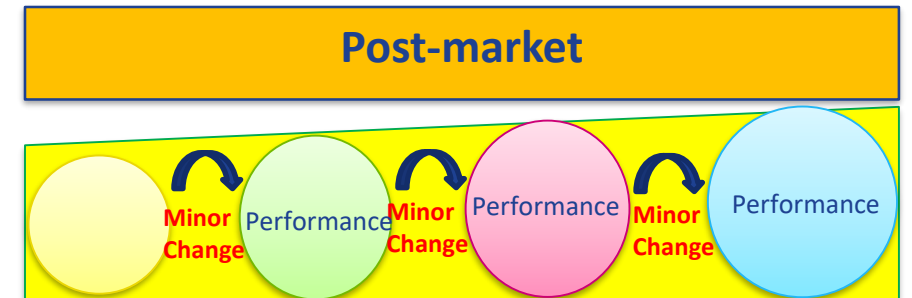 Post-market
Minor
Change
Performance
Minor
Change
Performance
Minor
Change
Performance